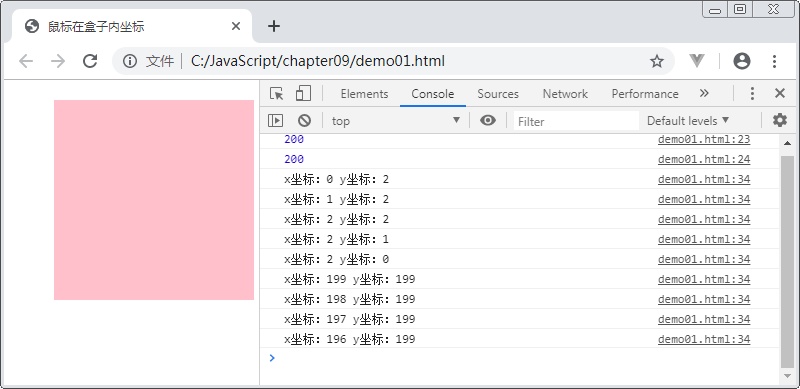 鼠标在盒子内坐标
文件 C:/JavaScript/chapter09/demo01.html
Elements Console Sources Network Performance
top Filter Default levels
200 demo01.html:23
200 demo01.html:24
x坐标: 0 y坐标: 2 demo01.html:34
x坐标: 1 y坐标: 2 demo01.html:34
x坐标: 2 y坐标: 2 demo01.html:34
x坐标: 2 y坐标: 1 demo01.html:34
x坐标: 2 y坐标: 0 demo01.html:34
x坐标: 199 y坐标: 199 demo01.html:34
x坐标: 198 y坐标: 199 demo01.html:34
x坐标: 197 y坐标: 199 demo01.html:34
x坐标: 196 y坐标: 199 demo01.html:34